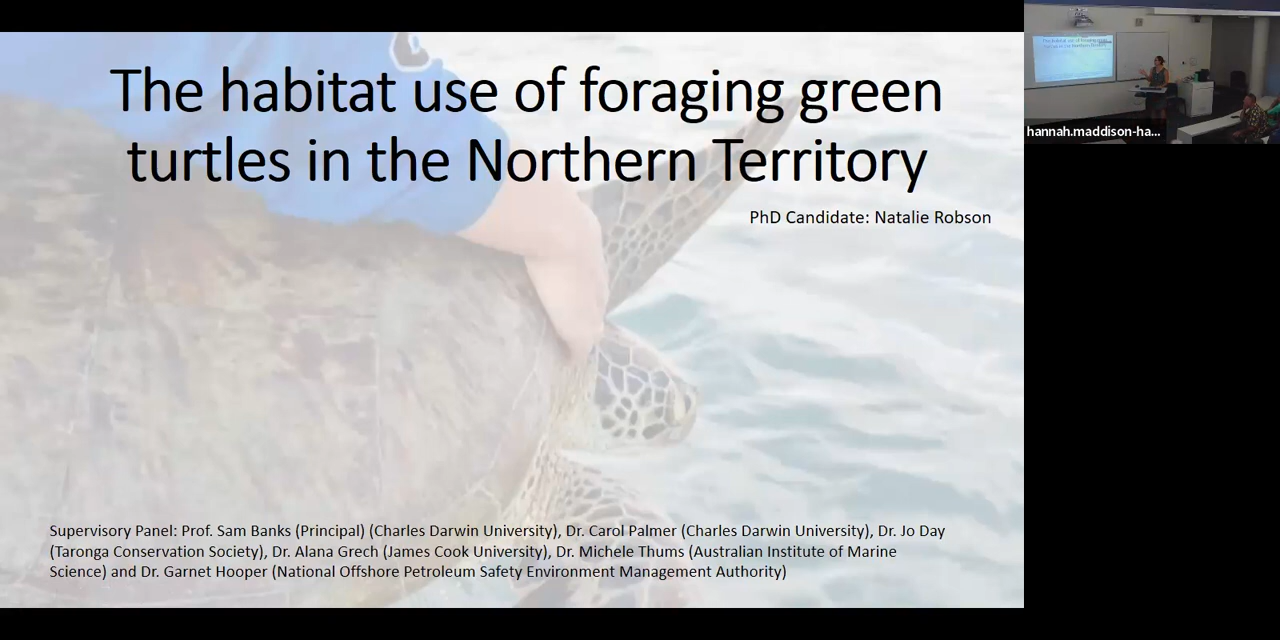 The habitat use of foraging green
turtles in the Northern Territory
PhD Candidate: Natalie Robson
Supervisory Panel: Prof. Sam Banks (Principal) (Charles Darwin University), Dr. Carol Palmer (Charles Darwin University), Dr. Jo Day
(Taronga Conservation Society), Dr. Alana Grech (James Cook University), Dr. Michele Thums (Australian Institute of Marine
Science) and Dr. Garnet Hooper (National Offshore Petroleum Safety Environment Management Authority)
hannah.maddison-ha...